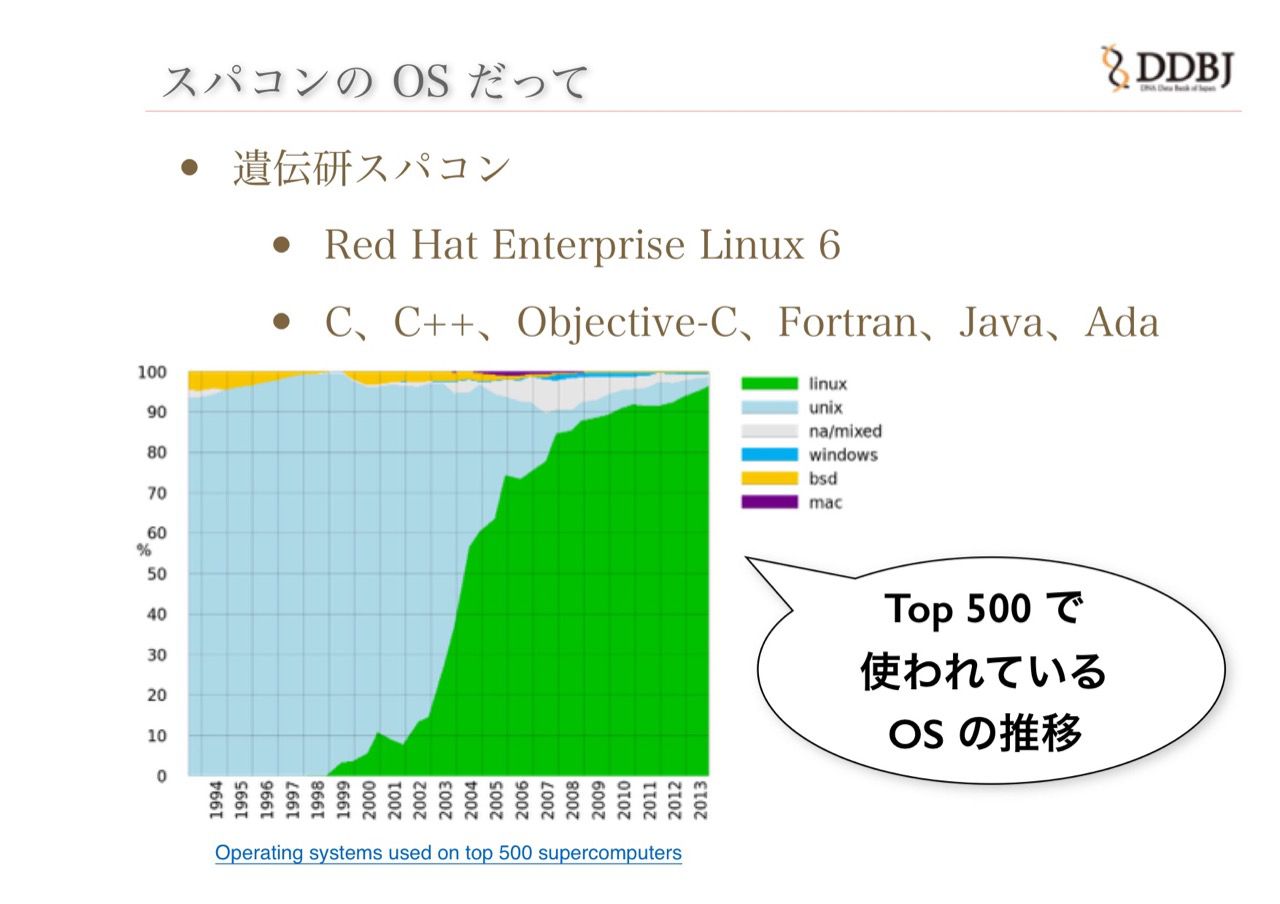 スパコンの OS だって
DDBJ
DNA Data Bank of Japan
• 遺伝研スパコン
• Red Hat Enterprise Linux 6
• C、C++、Objective-C、Fortran、Java、Ada
100
90
80
70
60
%
50
40
30
20
10
0
1994 1995 1996 1997 1998 1999 2000 2001 2002 2003 2004 2005 2006 2007 2008 2009 2010 2011 2012 2013
linux
unix
na/mixed
windows
bsd
mac
Top 500 で
使われている
OS の推移
Operating systems used on top 500 supercomputers